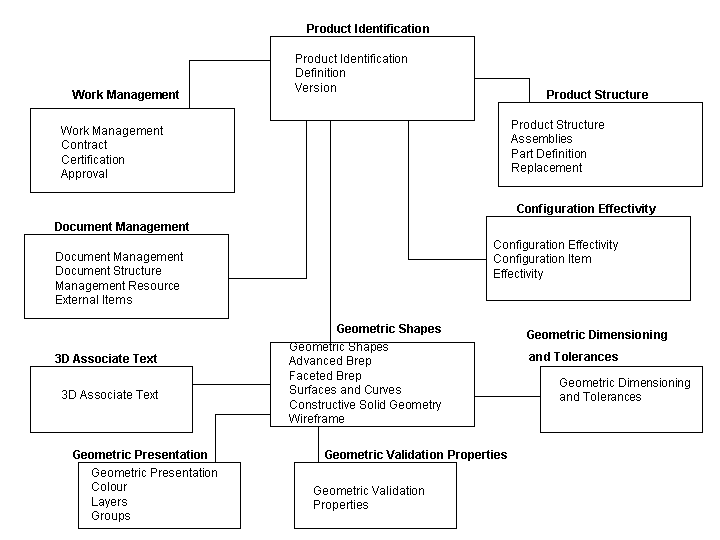 Product Identification
Product Identification
Definition
Version
Work Management
Work Management
Contract
Certification
Approval
Product Structure
Product Structure
Assemblies
Part Definition
Replacement
Document Management
Document Management
Document Structure
Management Resource
External Items
Configuration Effectivity
Configuration Effectivity
Configuration Item
Effectivity
Geometric Shapes
Geometric Shapes
Advanced Brep
Faceted Brep
Surfaces and Curves
Constructive Solid Geometry
Wireframe
Geometric Dimensioning
and Tolerances
Geometric Dimensioning
and Tolerances
3D Associate Text
3D Associate Text
Geometric Presentation
Geometric Presentation
Colour
Layers
Groups
Geometric Validation Properties
Geometric Validation
Properties